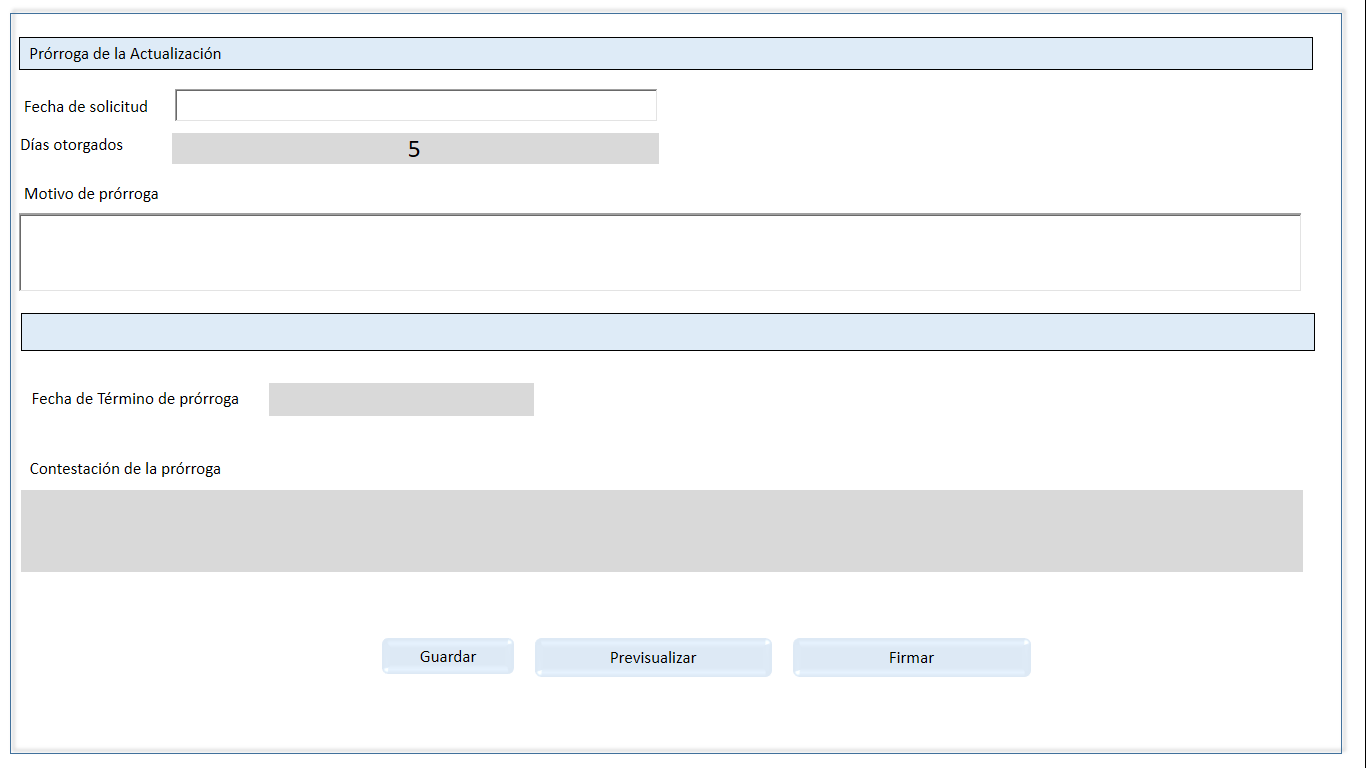 Prórroga de la Actualización
Fecha de solicitud
Días otorgados
5
Motivo de prórroga
Fecha de Término de prórroga
Contestación de la prórroga
Guardar
Previsualizar
Firmar